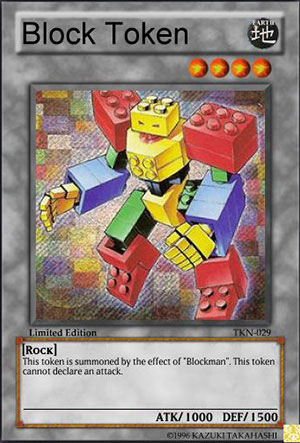 Block Token
EARTH
地
Limited Edition TKN-029
[ROCK]
This token is summoned by the effect of "Blockman". This token
cannot declare an attack.
ATK/ 1000 DEF/ 1500
©1996 KAZUKI TAKAHASHI